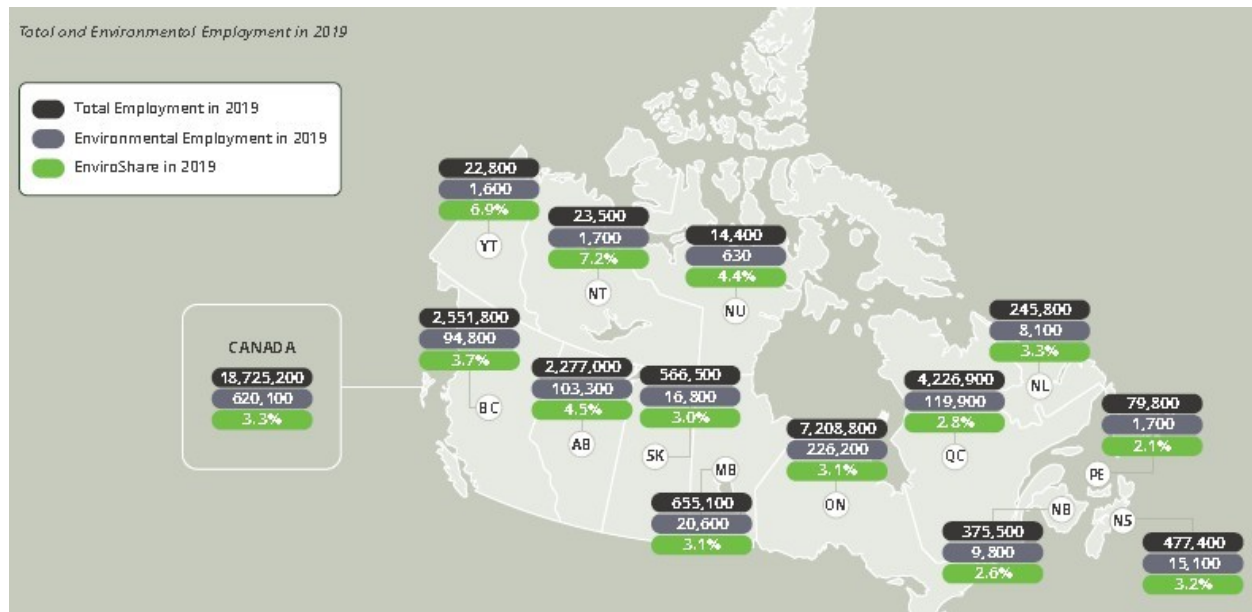 Total and Environmental Employment in 2019
Total Employment in 2019
Environmental Employment in 2019
EnviroShare in 2019
22,800
1,600
6.9%
YT
23,500
1,700
7.2%
NT
14,400
630
4.4%
NU
CANADA
18,725,200
620,100
3.3%
2,551,800
94,800
3.7%
BC
2,277,000
103,300
4.5%
AB
566,500
16,800
3.0%
SK
MB
655,100
20,600
3.1%
7,208,800
226,200
3.1%
ON
4,226,900
119,900
2.8%
QC
245,800
8,100
3.3%
NL
79,800
1,700
2.1%
PE
NB
375,500
9,800
2.6%
NS
477,400
15,100
3.2%